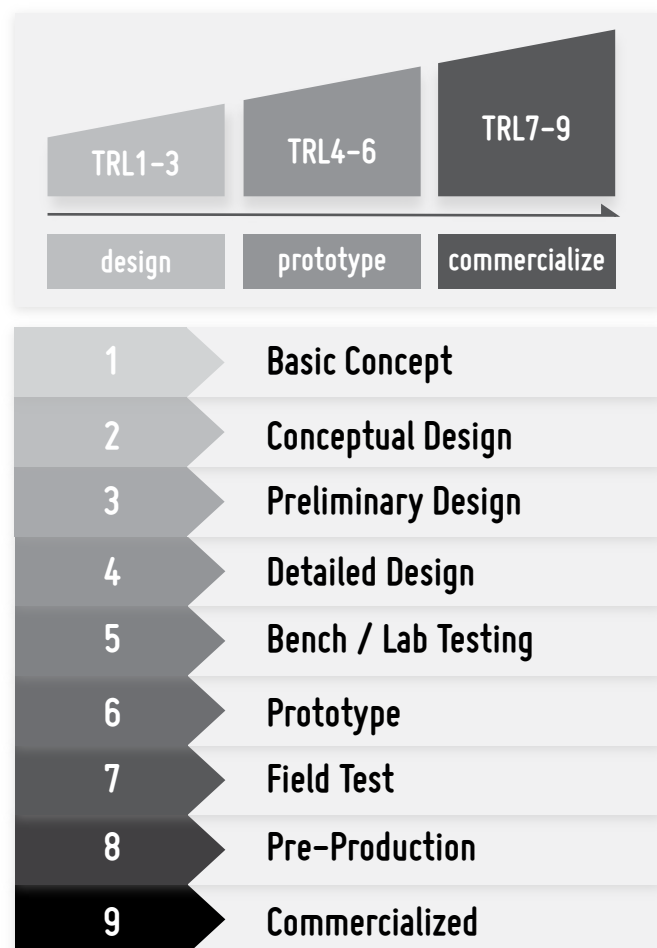 TRL1-3
TRL4-6
TRL7-9
design
prototype
commercialize
1 Basic Concept
2 Conceptual Design
3 Preliminary Design
4 Detailed Design
5 Bench / Lab Testing
6 Prototype
7 Field Test
8 Pre-Production
9 Commercialized